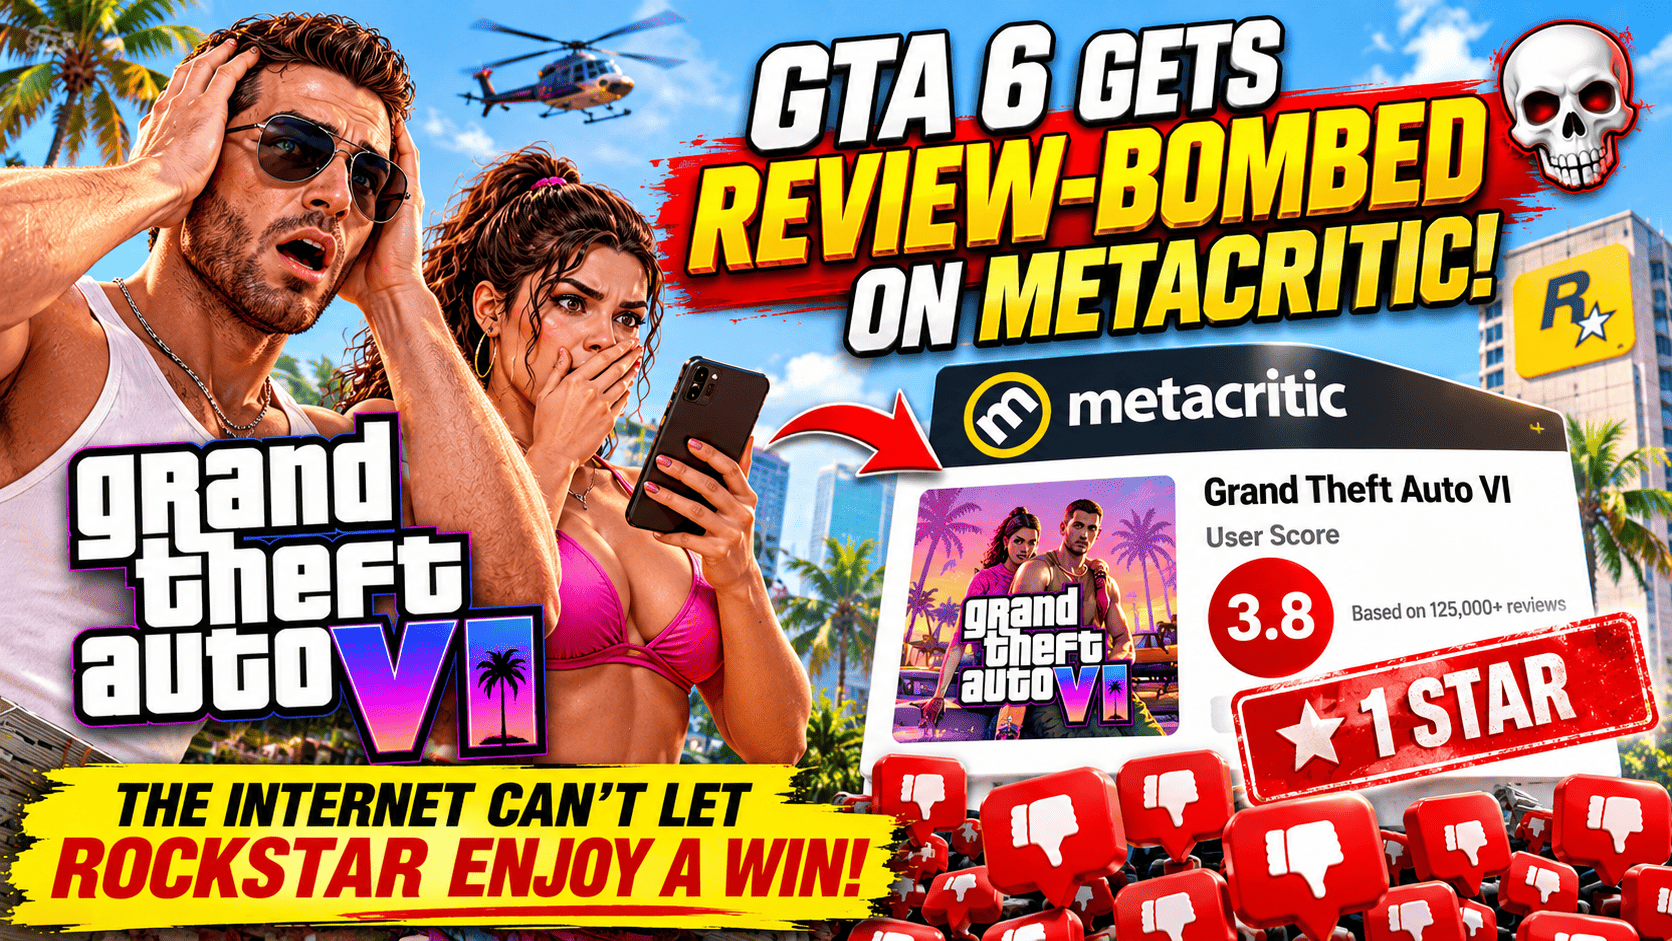 GTA 6 GETS
REVIEW-BOMBED
ON METACRITIC!
R
m metacritic
grand
theft
auto VI
Grand Theft Auto VI
User Score
3.8 Based on 125,000+ reviews
grand
theft
auto VI
★ 1 STAR
THE INTERNET CAN'T LET
ROCKSTAR ENJOY A WIN!